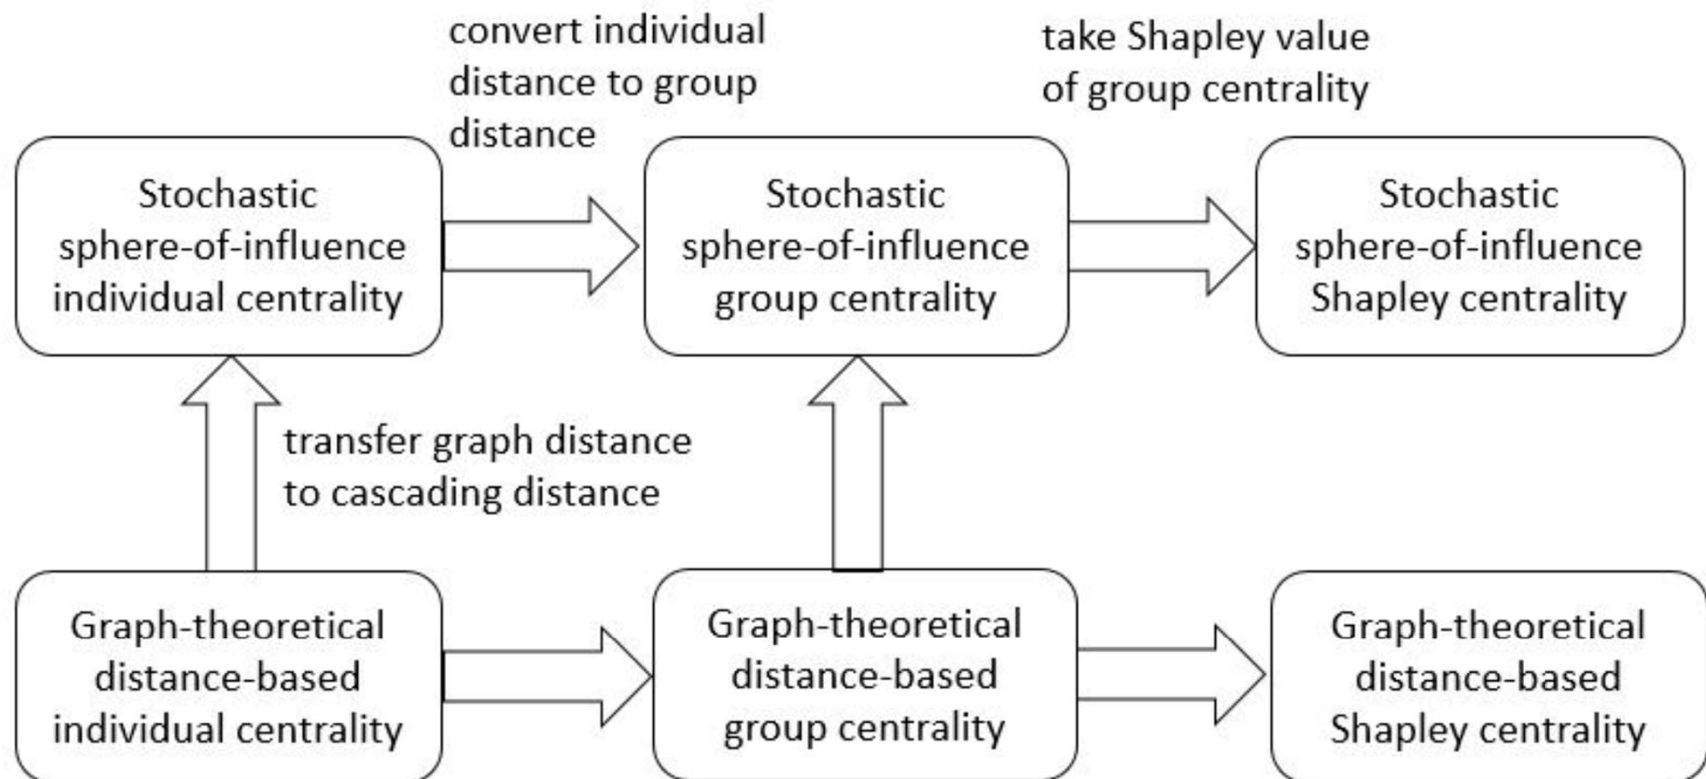 convert individual
distance to group
distance
take Shapley value
of group centrality
Stochastic
sphere-of-influence
individual centrality
Stochastic
sphere-of-influence
group centrality
Stochastic
sphere-of-influence
Shapley centrality
transfer graph distance
to cascading distance
Graph-theoretical
distance-based
individual centrality
Graph-theoretical
distance-based
group centrality
Graph-theoretical
distance-based
Shapley centrality